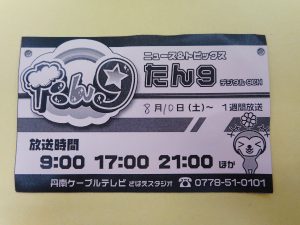 たん9
ニュース&トピックス
たん9
デジタル 9CH
8月10日(土)~ 1週間放送
放送時間
9:00 17:00 21:00 ほか
丹南ケーブルテレビ さばえスタジオ ☎0778-51-0101